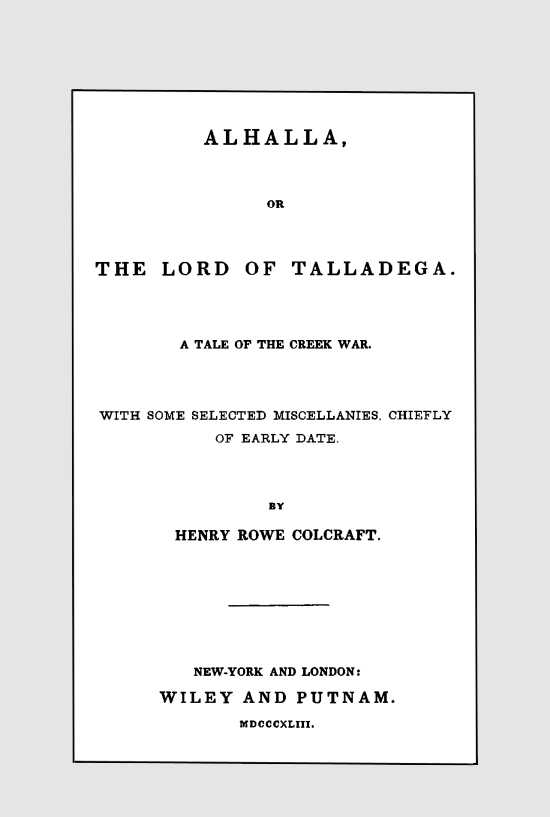 ALHALLA,
OR
THE LORD OF TALLADEGA.
A TALE OF THE CREEK WAR.
WITH SOME SELECTED MISCELLANIES, CHIEFLY
OF EARLY DATE.
BY
HENRY ROWE COLCRAFT.
NEW-YORK AND LONDON:
WILEY AND PUTNAM.
MDCCCXLIII.